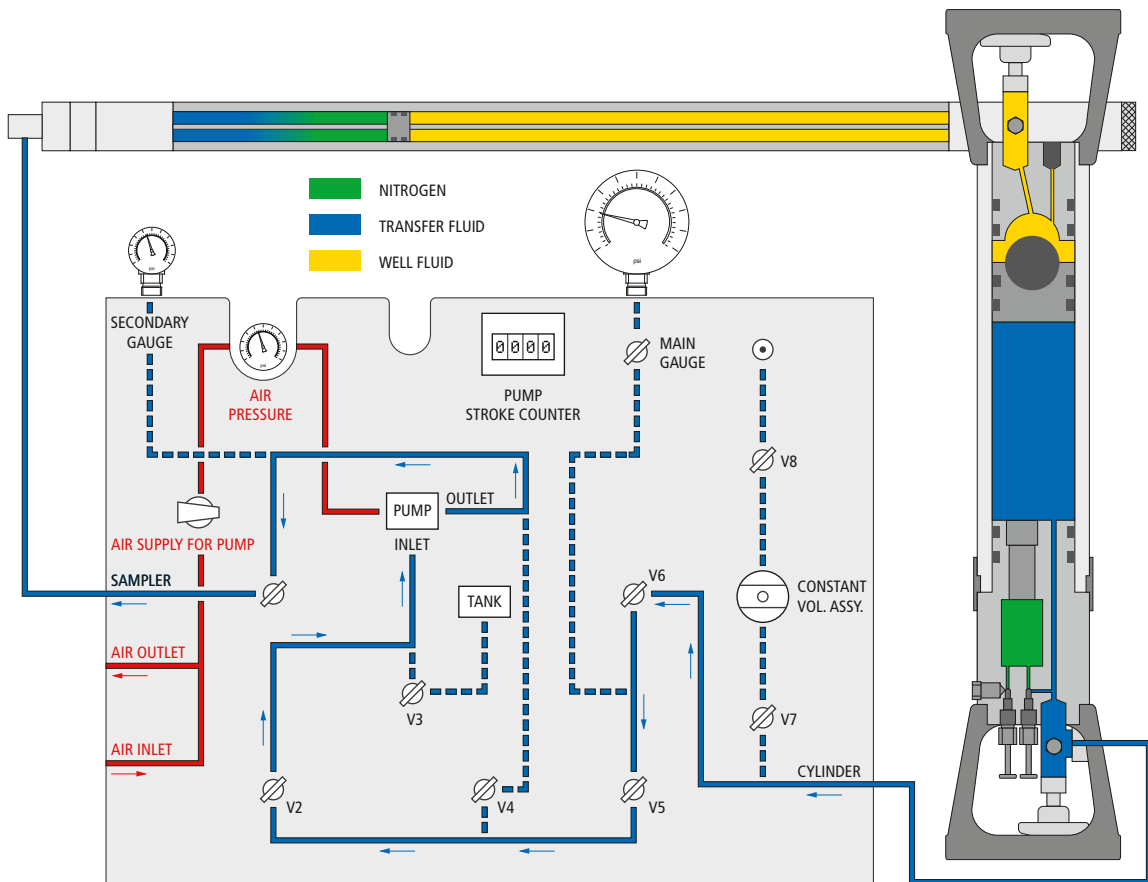 NITROGEN
TRANSFER FLUID
WELL FLUID
psi
psi
psi
SECONDARY
GAUGE
AIR
PRESSURE
0000
PUMP
STROKE COUNTER
MAIN
GAUGE
V8
OUTLET
PUMP
INLET
AIR SUPPLY FOR PUMP
SAMPLER
TANK
V6
CONSTANT
VOL. ASSY.
AIR OUTLET
V3
V7
AIR INLET
CYLINDER
V2
V4
V5